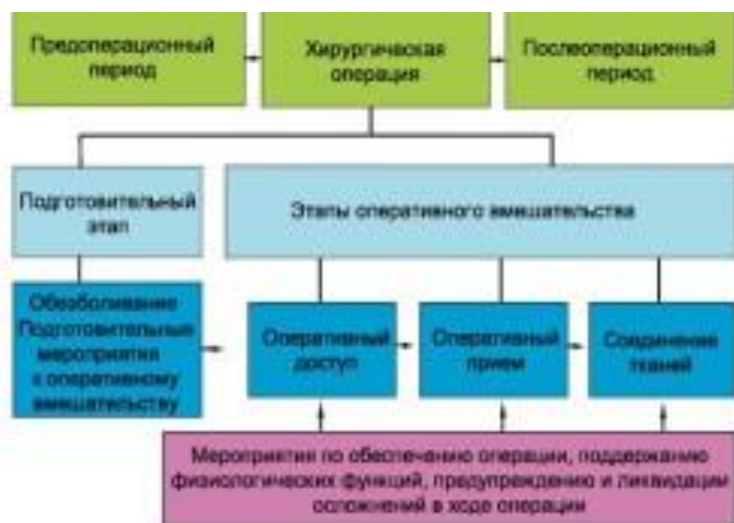 Предоперационный
период
Хирургическая
операция
Послеоперационный
период
Подготовительный
этап
Этапы оперативного вмешательства
Обезболивание
Подготовительные
мероприятия
к оперативному
вмешательству
Оперативный
доступ
Оперативный
прием
Соединение
тканей
Мероприятия по обеспечению операции, поддержанию
физиологических функций, предупреждению и ликвидации
осложнений в ходе операции